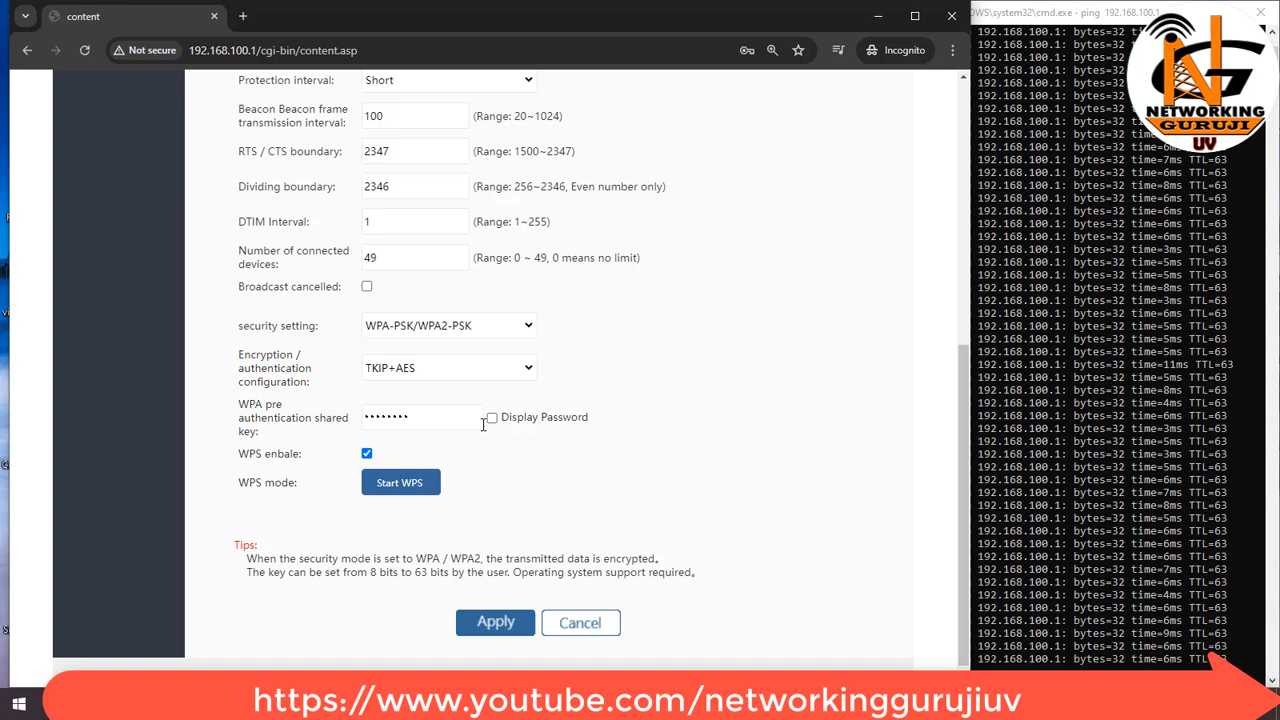 content
OWS\system32\cmd.exe - ping 192.168.100.1
Not secure
192.168.100.1/cgi-bin/content.asp
Incognito
Protection interval:
Short
Beacon Beacon frame
transmission interval:
100
(Range: 20~1024)
RTS / CTS boundary:
2347
(Range: 1500~2347)
Dividing boundary:
2346
(Range: 256~2346, Even number only)
DTIM Interval:
1
(Range: 1~255)
Number of connected
devices:
49
(Range: 0 ~ 49, 0 means no limit)
Broadcast cancelled:
security setting:
WPA-PSK/WPA2-PSK
Encryption /
authentication
configuration:
TKIP+AES
WPA pre
authentication shared
key:
••••••••
Display Password
WPS enbale:
WPS mode:
Start WPS
Tips:
When the security mode is set to WPA / WPA2, the transmitted data is encrypted。
The key can be set from 8 bits to 63 bits by the user. Operating system support required。
Apply
Cancel
NG
NETWORKING
GURUJI
UV
192.168.100.1: bytes=32 time=7ms TTL=63
192.168.100.1: bytes=32 time=6ms TTL=63
192.168.100.1: bytes=32 time=8ms TTL=63
192.168.100.1: bytes=32 time=6ms TTL=63
192.168.100.1: bytes=32 time=6ms TTL=63
192.168.100.1: bytes=32 time=6ms TTL=63
192.168.100.1: bytes=32 time=6ms TTL=63
192.168.100.1: bytes=32 time=3ms TTL=63
192.168.100.1: bytes=32 time=5ms TTL=63
192.168.100.1: bytes=32 time=5ms TTL=63
192.168.100.1: bytes=32 time=8ms TTL=63
192.168.100.1: bytes=32 time=3ms TTL=63
192.168.100.1: bytes=32 time=6ms TTL=63
192.168.100.1: bytes=32 time=5ms TTL=63
192.168.100.1: bytes=32 time=5ms TTL=63
192.168.100.1: bytes=32 time=5ms TTL=63
192.168.100.1: bytes=32 time=11ms TTL=63
192.168.100.1: bytes=32 time=5ms TTL=63
192.168.100.1: bytes=32 time=8ms TTL=63
192.168.100.1: bytes=32 time=4ms TTL=63
192.168.100.1: bytes=32 time=6ms TTL=63
192.168.100.1: bytes=32 time=3ms TTL=63
192.168.100.1: bytes=32 time=5ms TTL=63
192.168.100.1: bytes=32 time=3ms TTL=63
192.168.100.1: bytes=32 time=5ms TTL=63
192.168.100.1: bytes=32 time=6ms TTL=63
192.168.100.1: bytes=32 time=7ms TTL=63
192.168.100.1: bytes=32 time=8ms TTL=63
192.168.100.1: bytes=32 time=5ms TTL=63
192.168.100.1: bytes=32 time=6ms TTL=63
192.168.100.1: bytes=32 time=6ms TTL=63
192.168.100.1: bytes=32 time=6ms TTL=63
192.168.100.1: bytes=32 time=7ms TTL=63
192.168.100.1: bytes=32 time=6ms TTL=63
192.168.100.1: bytes=32 time=4ms TTL=63
192.168.100.1: bytes=32 time=6ms TTL=63
192.168.100.1: bytes=32 time=6ms TTL=63
192.168.100.1: bytes=32 time=9ms TTL=63
192.168.100.1: bytes=32 time=6ms TTL=63
192.168.100.1: bytes=32 time=6ms
https://www.youtube.com/networkinggurujiuv